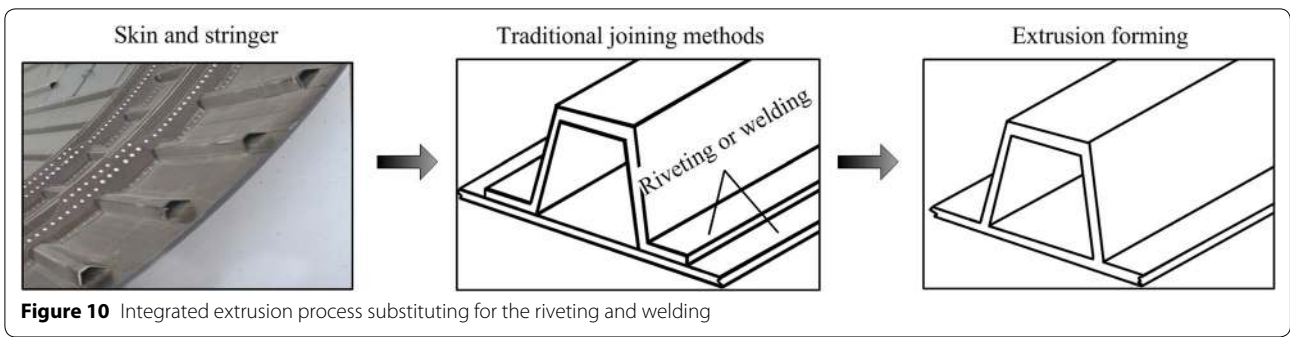 Skin and stringer
Traditional joining methods
Extrusion forming
Riveting or welding
Figure 10 Integrated extrusion process substituting for the riveting and welding